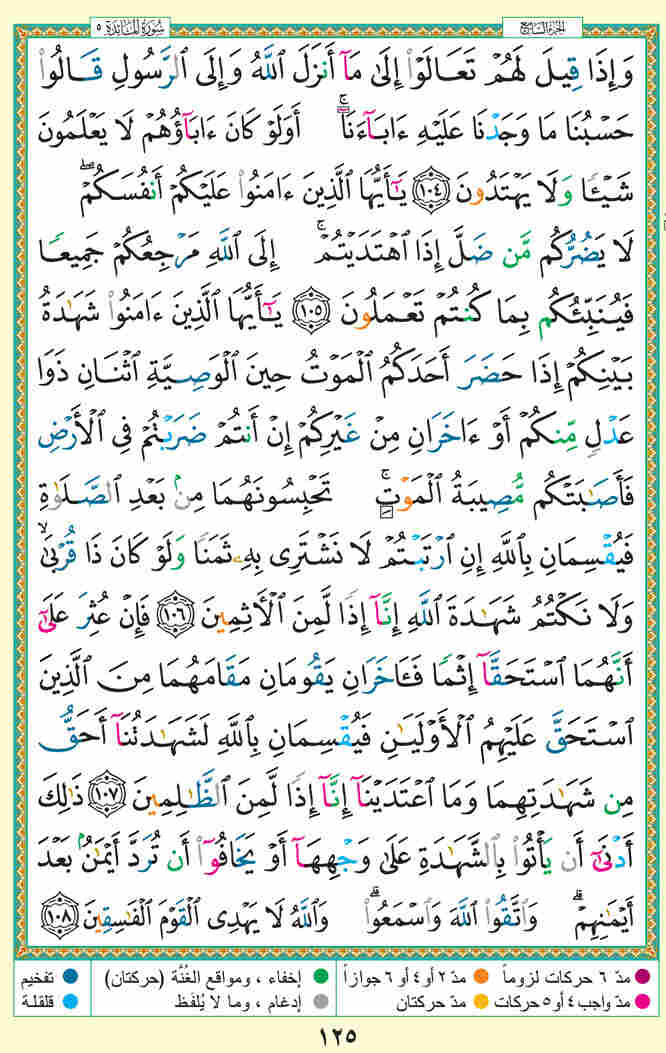 الجزء السابع
سورة المائدة ٥
وَإِذَا قِيلَ لَهُمۡ تَعَالَوۡاْ إِلَىٰ مَآ أَنزَلَ ٱللَّهُ وَإِلَى ٱلرَّسُولِ قَالُواْ
حَسۡبُنَا مَا وَجَدۡنَا عَلَيۡهِ ءَابَآءَنَآۚ أَوَلَوۡ كَانَ ءَابَآؤُهُمۡ لَا يَعۡلَمُونَ
شَيۡـٔٗا وَلَا يَهۡتَدُونَ ١٠٤ يَـٰٓأَيُّهَا ٱلَّذِينَ ءَامَنُواْ عَلَيۡكُمۡ أَنفُسَكُمۡۖ
لَا يَضُرُّكُم مَّن ضَلَّ إِذَا ٱهۡتَدَيۡتُمۡۚ إِلَى ٱللَّهِ مَرۡجِعُكُمۡ جَمِيعٗا
فَيُنَبِّئُكُم بِمَا كُنتُمۡ تَعۡمَلُونَ ١٠٥ يَـٰٓأَيُّهَا ٱلَّذِينَ ءَامَنُواْ شَهَٰدَةُ
بَيۡنِكُمۡ إِذَا حَضَرَ أَحَدَكُمُ ٱلۡمَوۡتُ حِينَ ٱلۡوَصِيَّةِ ٱثۡنَانِ ذَوَا
عَدۡلٖ مِّنكُمۡ أَوۡ ءَاخَرَانِ مِنۡ غَيۡرِكُمۡ إِنۡ أَنتُمۡ ضَرَبۡتُمۡ فِي ٱلۡأَرۡضِ
فَأَصَٰبَتۡكُم مُّصِيبَةُ ٱلۡمَوۡتِۚ تَحۡبِسُونَهُمَا مِنۢ بَعۡدِ ٱلصَّلَوٰةِ
فَيُقۡسِمَانِ بِٱللَّهِ إِنِ ٱرۡتَبۡتُمۡ لَا نَشۡتَرِي بِهِۦ ثَمَنٗا وَلَوۡ كَانَ ذَا قُرۡبَىٰ
وَلَا نَكۡتُمُ شَهَٰدَةَ ٱللَّهِ إِنَّآ إِذٗا لَّمِنَ ٱلۡأٓثِمِينَ ١٠٦ فَإِنۡ عُثِرَ عَلَىٰٓ
أَنَّهُمَا ٱسۡتَحَقَّآ إِثۡمٗا فَـَٔاخَرَانِ يَقُومَانِ مَقَامَهُمَا مِنَ ٱلَّذِينَ
ٱسۡتَحَقَّ عَلَيۡهِمُ ٱلۡأَوۡلَيَٰنِ فَيُقۡسِمَانِ بِٱللَّهِ لَشَهَٰدَتُنَآ أَحَقُّ
مِن شَهَٰدَتِهِمَا وَمَا ٱعۡتَدَيۡنَآ إِنَّآ إِذٗا لَّمِنَ ٱلظَّـٰلِمِينَ ١٠٧ ذَٰلِكَ
أَدۡنَىٰٓ أَن يَأۡتُواْ بِٱلشَّهَٰدَةِ عَلَىٰ وَجۡهِهَآ أَوۡ يَخَافُوٓاْ أَن تُرَدَّ أَيۡمَٰنُۢ بَعۡدَ
أَيۡمَٰنِهِمۡۗ وَٱتَّقُواْ ٱللَّهَ وَٱسۡمَعُواْۗ وَٱللَّهُ لَا يَهۡدِي ٱلۡقَوۡمَ ٱلۡفَٰسِقِينَ ١٠٨
مدّ ٦ حركات لزوماً مدّ ٢ أو ٤ أو ٦ جوازاً إخفاء ، ومواقع الغُنَّة (حركتان) تفخيم
مدّ واجب ٤ أو ٥ حركات مدّ حركتان إدغام ، وما لا يُلفَظ قلقلة
١٢٥